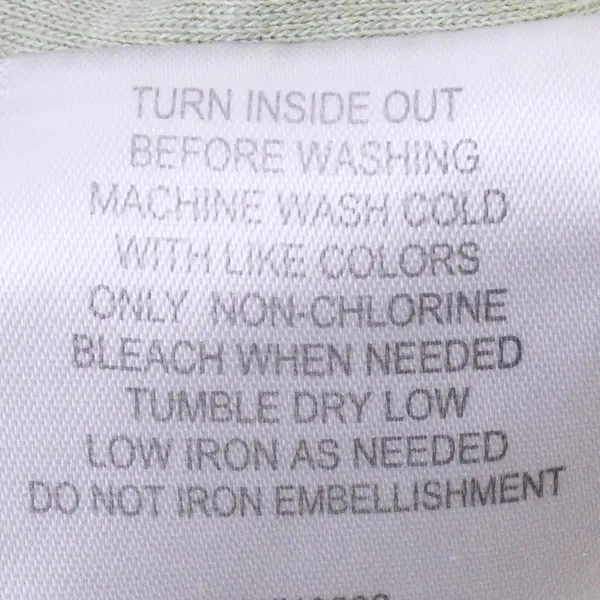 TURN INSIDE OUT
BEFORE WASHING
MACHINE WASH COLD
WITH LIKE COLORS
ONLY NON-CHLORINE
BLEACH WHEN NEEDED
TUMBLE DRY LOW
LOW IRON AS NEEDED
DO NOT IRON EMBELLISHMENT